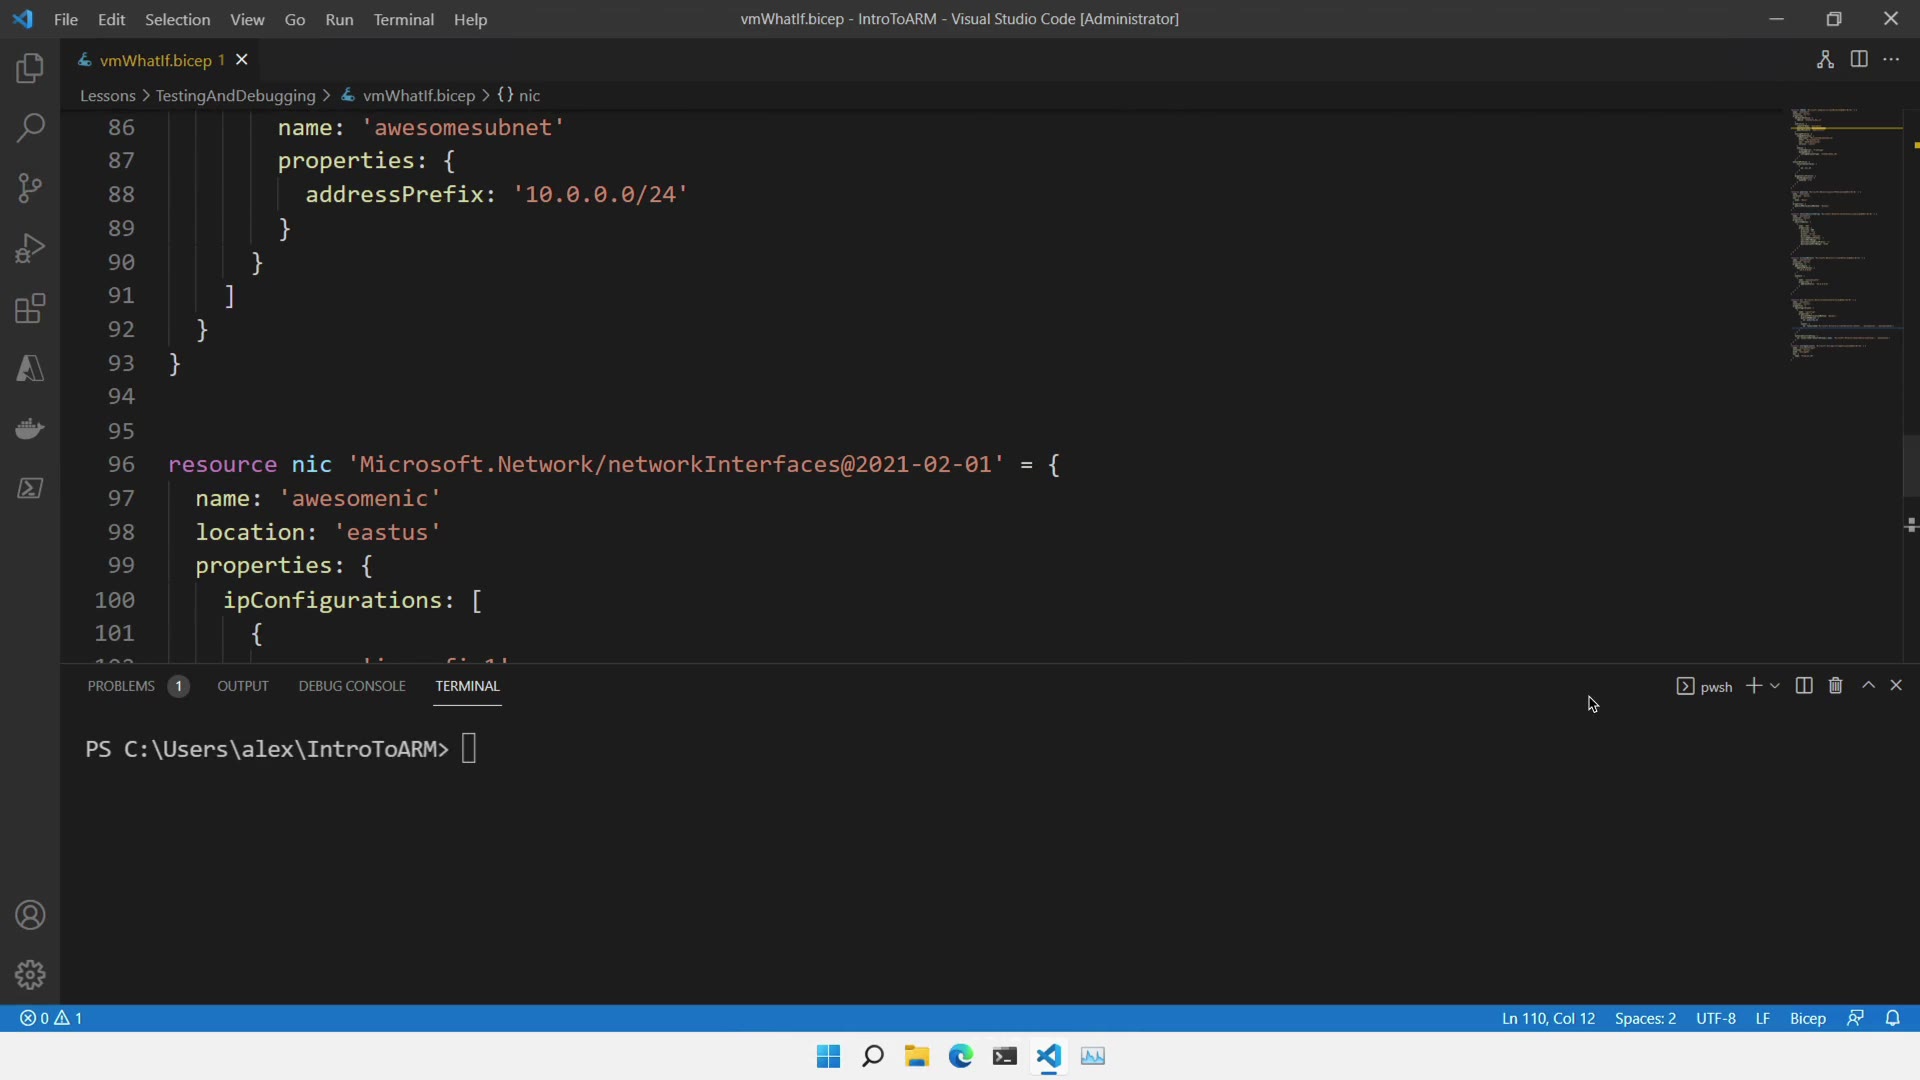 File Edit Selection View Go Run Terminal Help
vmWhatIf.bicep - IntroToARM - Visual Studio Code [Administrator]
vmWhatIf.bicep 1
Lessons > TestingAndDebugging > vmWhatIf.bicep > {} nic
86 name: 'awesomesubnet'
87 properties: {
88 addressPrefix: '10.0.0.0/24'
89 }
90 }
91 ]
92 }
93 }
94
95
96 resource nic 'Microsoft.Network/networkInterfaces@2021-02-01' = {
97 name: 'awesomenic'
98 location: 'eastus'
99 properties: {
100 ipConfigurations: [
101 {
PROBLEMS 1 OUTPUT DEBUG CONSOLE TERMINAL
pwsh
PS C:\Users\alex\IntroToARM>
0 1
Ln 110, Col 12 Spaces: 2 UTF-8 LF Bicep